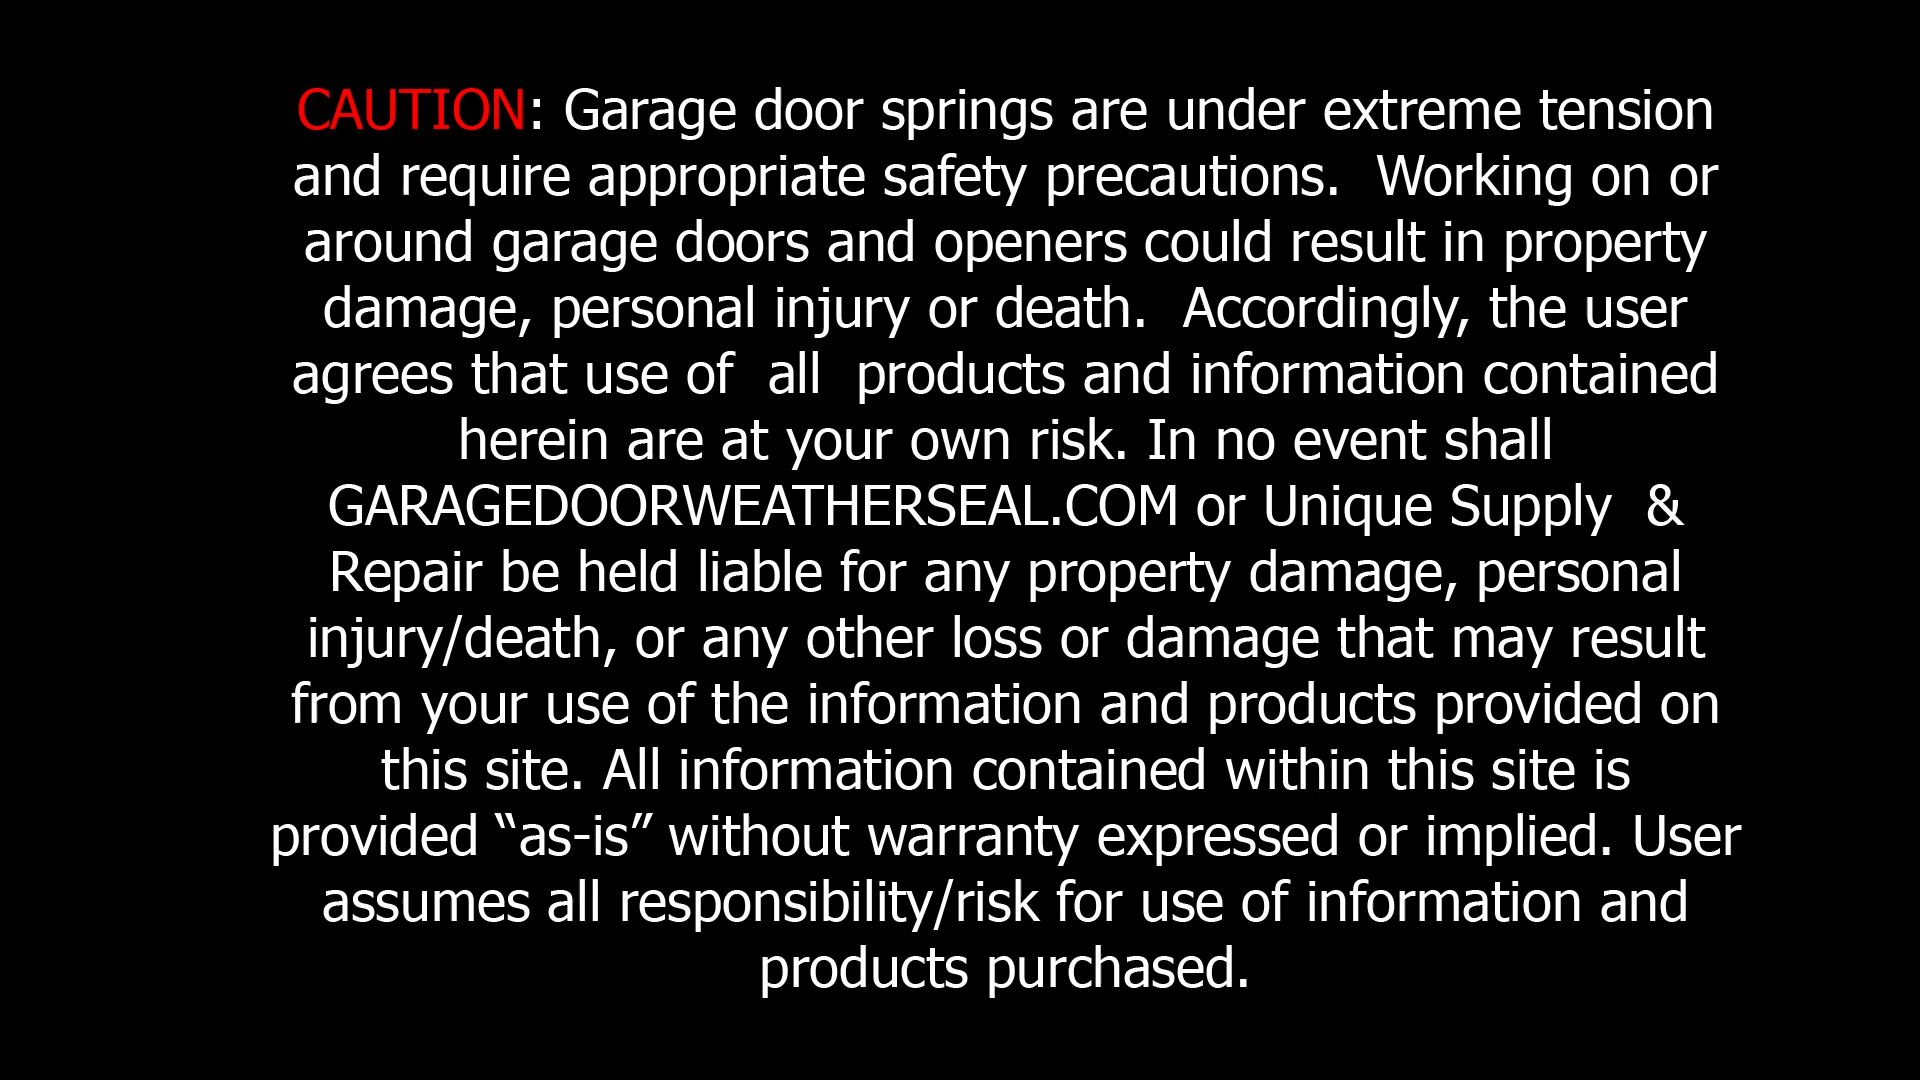 CAUTION: Garage door springs are under extreme tension
and require appropriate safety precautions.  Working on or
around garage doors and openers could result in property
damage, personal injury or death.  Accordingly, the user
agrees that use of  all  products and information contained
herein are at your own risk. In no event shall
GARAGEDOORWEATHERSEAL.COM or Unique Supply  &
Repair be held liable for any property damage, personal
injury/death, or any other loss or damage that may result
from your use of the information and products provided on
this site. All information contained within this site is
provided “as-is” without warranty expressed or implied. User
assumes all responsibility/risk for use of information and
products purchased.